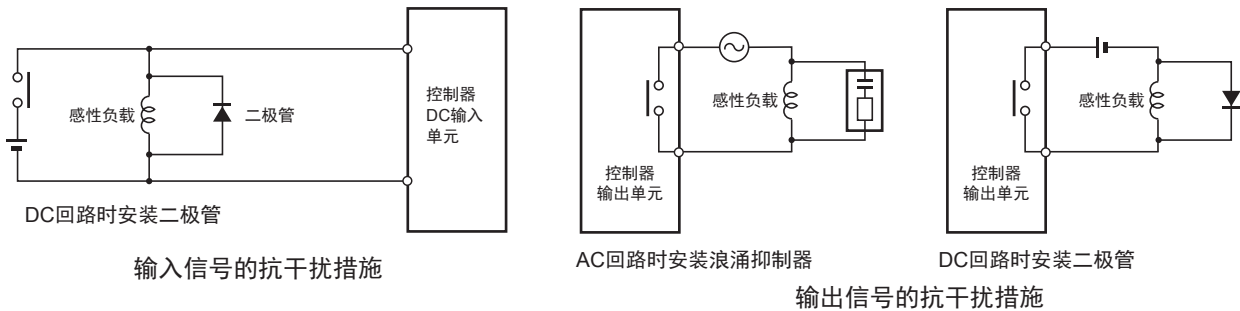 感性负载
二极管
控制器
DC输入
单元
DC回路时安装二极管
输入信号的抗干扰措施
感性负载
控制器
输出单元
AC回路时安装浪涌抑制器
感性负载
控制器
输出单元
DC回路时安装二极管
输出信号的抗干扰措施